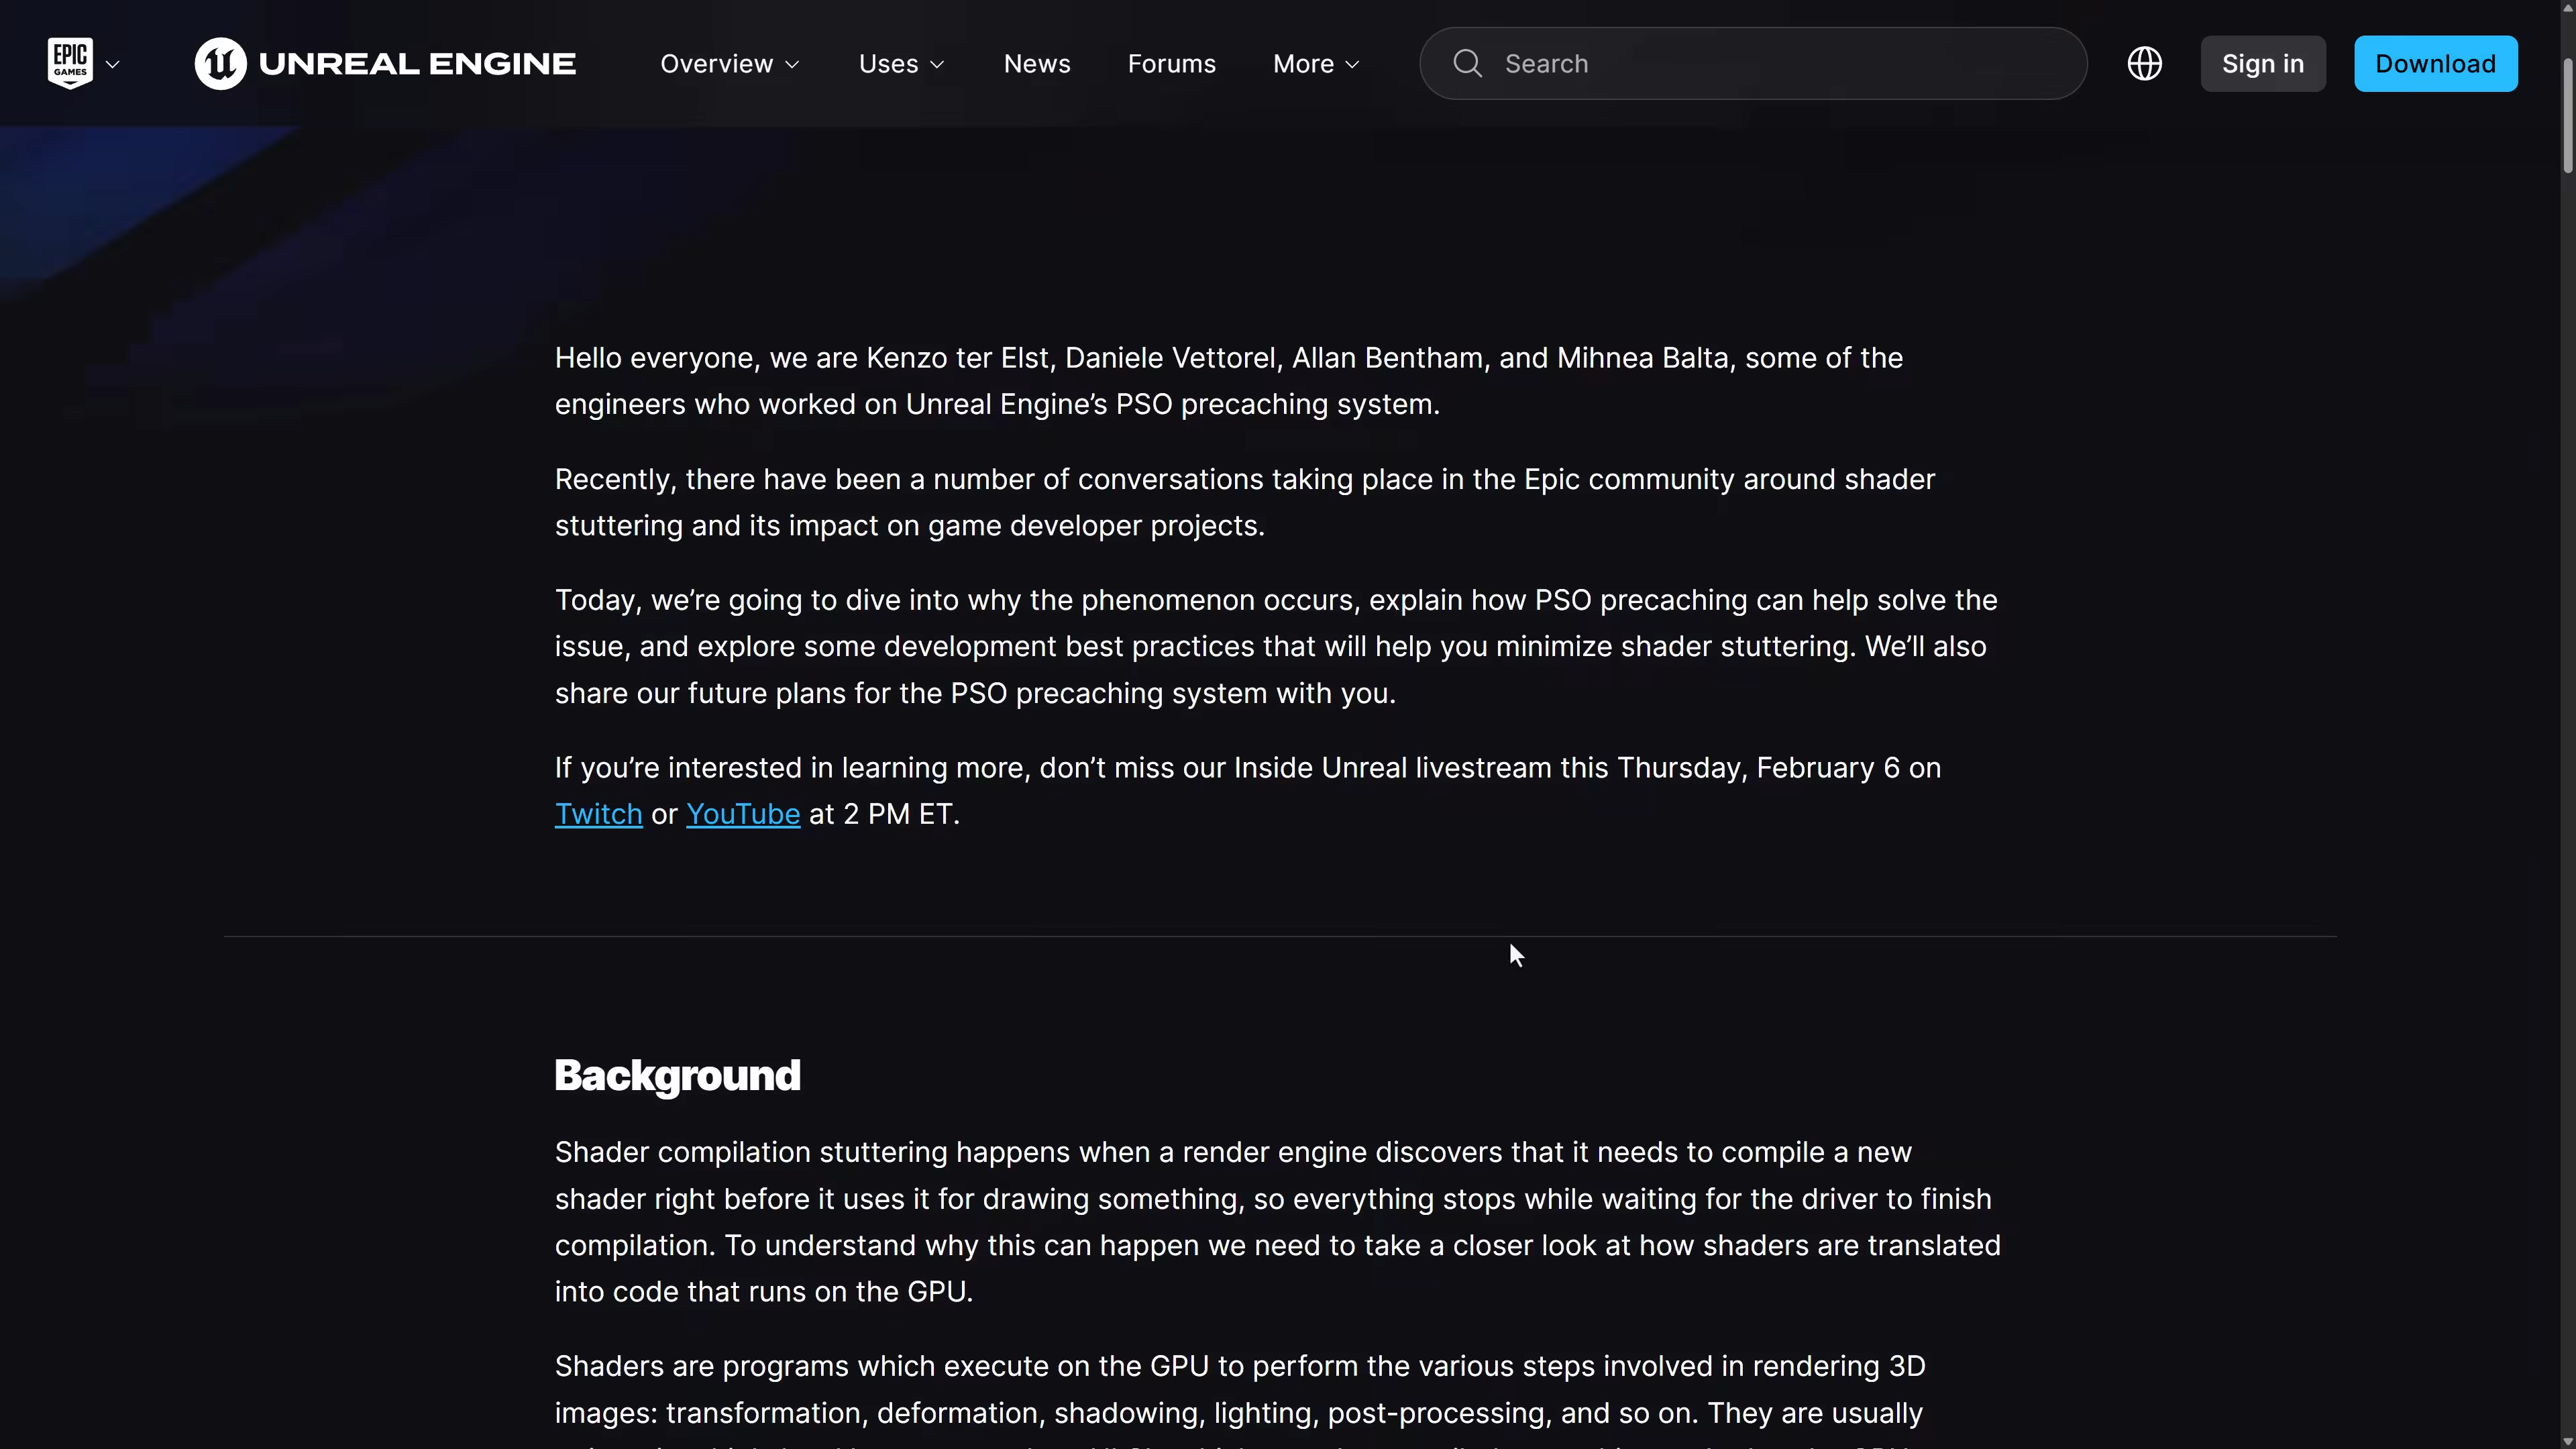 EPIC
GAMES
UNREAL ENGINE
Overview
Uses
News
Forums
More
Search
Sign in
Download
Hello everyone, we are Kenzo ter Elst, Daniele Vettorel, Allan Bentham, and Mihnea Balta, some of the
engineers who worked on Unreal Engine’s PSO precaching system.
Recently, there have been a number of conversations taking place in the Epic community around shader
stuttering and its impact on game developer projects.
Today, we’re going to dive into why the phenomenon occurs, explain how PSO precaching can help solve the
issue, and explore some development best practices that will help you minimize shader stuttering. We’ll also
share our future plans for the PSO precaching system with you.
If you’re interested in learning more, don’t miss our Inside Unreal livestream this Thursday, February 6 on
Twitch or YouTube at 2 PM ET.
Background
Shader compilation stuttering happens when a render engine discovers that it needs to compile a new
shader right before it uses it for drawing something, so everything stops while waiting for the driver to finish
compilation. To understand why this can happen we need to take a closer look at how shaders are translated
into code that runs on the GPU.
Shaders are programs which execute on the GPU to perform the various steps involved in rendering 3D
images: transformation, deformation, shadowing, lighting, post-processing, and so on. They are usually